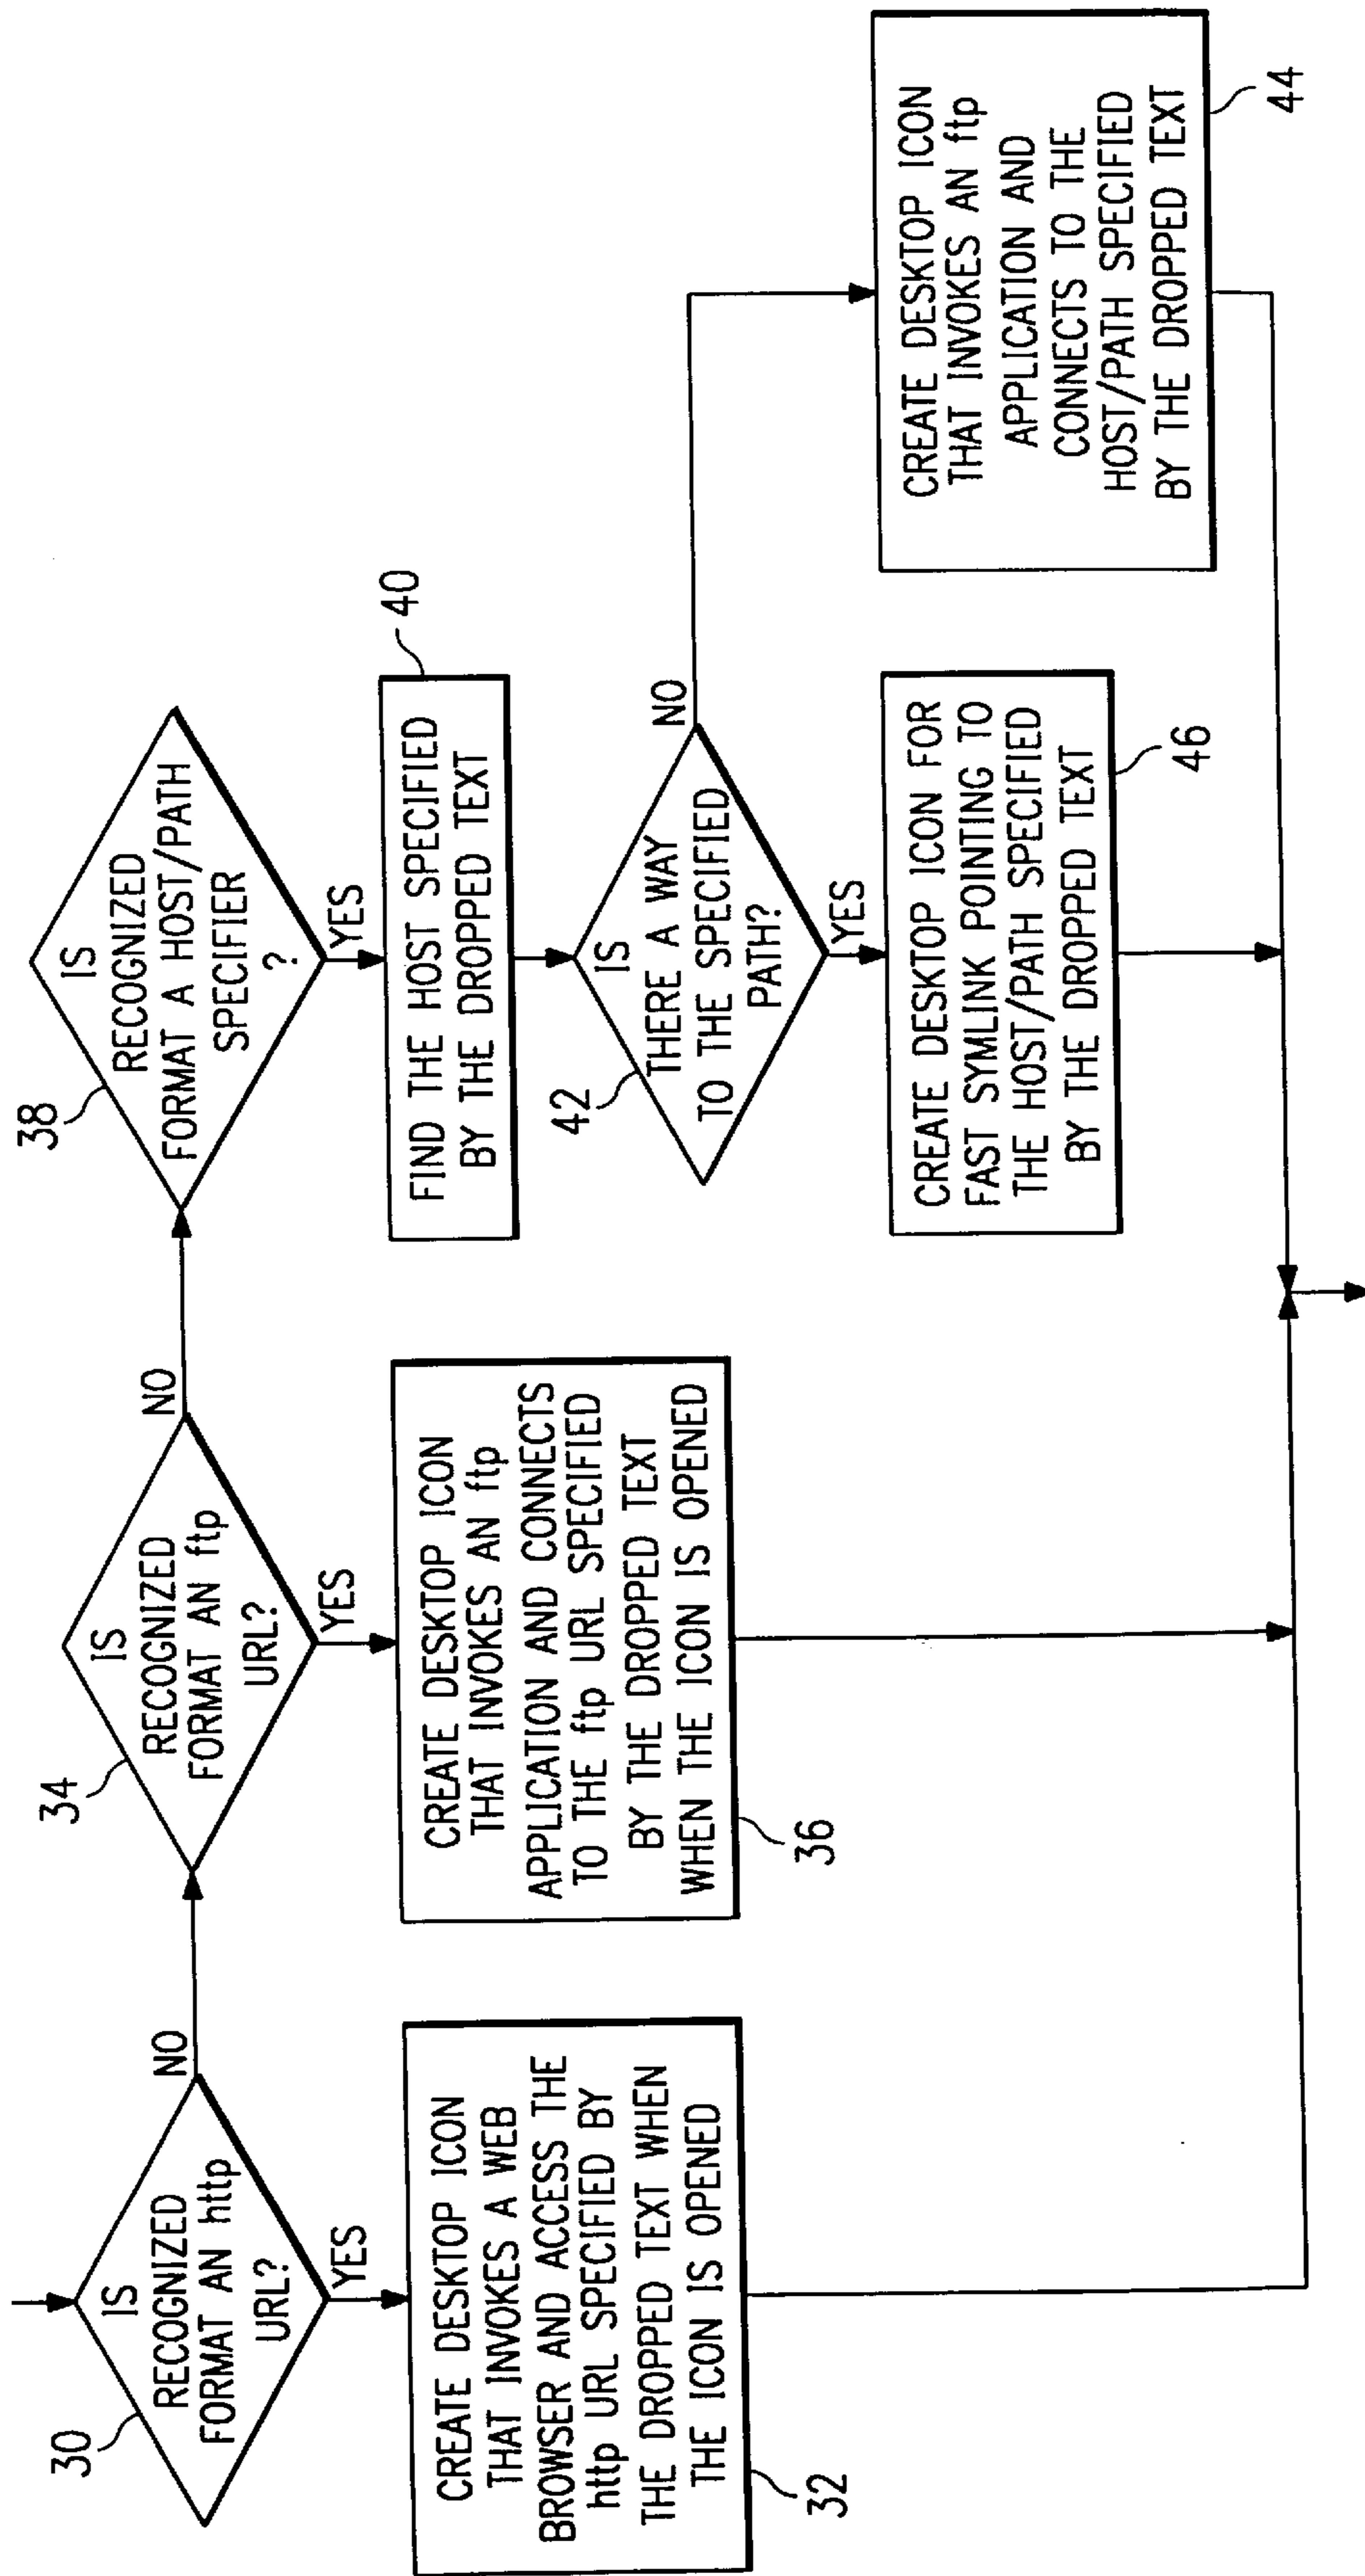 30
IS
RECOGNIZED
FORMAT AN http
URL?
NO
YES
CREATE DESKTOP ICON
THAT INVOKES A WEB
BROWSER AND ACCESS THE
http URL SPECIFIED BY
THE DROPPED TEXT WHEN
THE ICON IS OPENED
32
34
IS
RECOGNIZED
FORMAT AN ftp
URL?
NO
YES
CREATE DESKTOP ICON
THAT INVOKES AN ftp
APPLICATION AND CONNECTS
TO THE ftp URL SPECIFIED
BY THE DROPPED TEXT
WHEN THE ICON IS OPENED
36
38
IS
RECOGNIZED
FORMAT A HOST/PATH
SPECIFIER
?
YES
FIND THE HOST SPECIFIED
BY THE DROPPED TEXT
40
42
IS
THERE A WAY
TO THE SPECIFIED
PATH?
NO
YES
CREATE DESKTOP ICON FOR
FAST SYMLINK POINTING TO
THE HOST/PATH SPECIFIED
BY THE DROPPED TEXT
46
CREATE DESKTOP ICON
THAT INVOKES AN ftp
APPLICATION AND
CONNECTS TO THE
HOST/PATH SPECIFIED
BY THE DROPPED TEXT
44